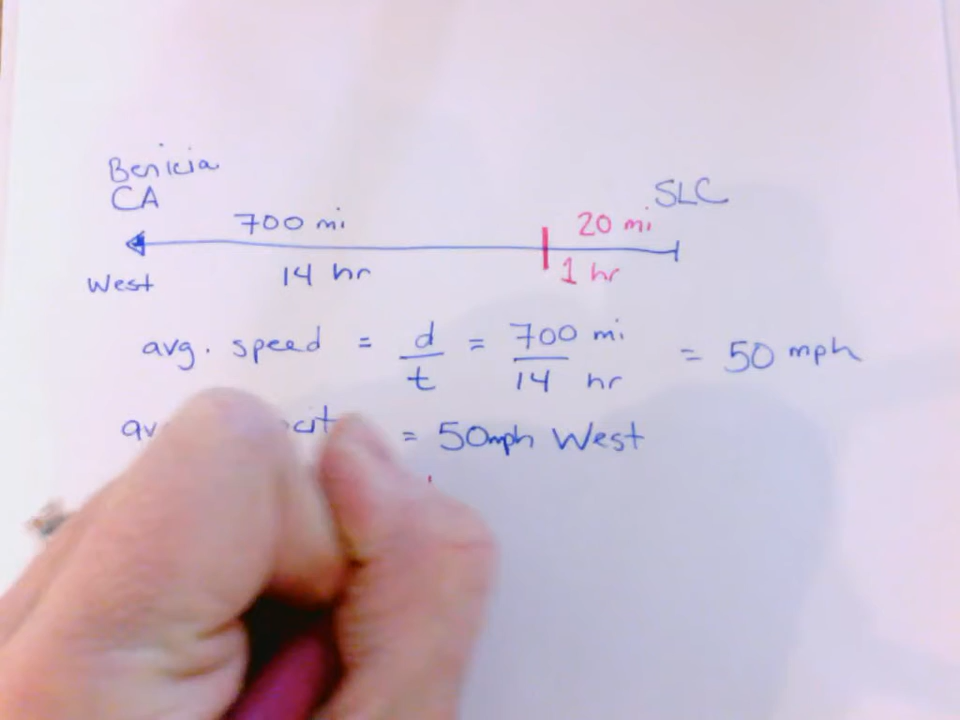 Benicia
CA
SLC
700 mi
20 mi
West
14 hr
1 hr
avg. speed = d/t = 700 mi / 14 hr = 50 mph
= 50mph West